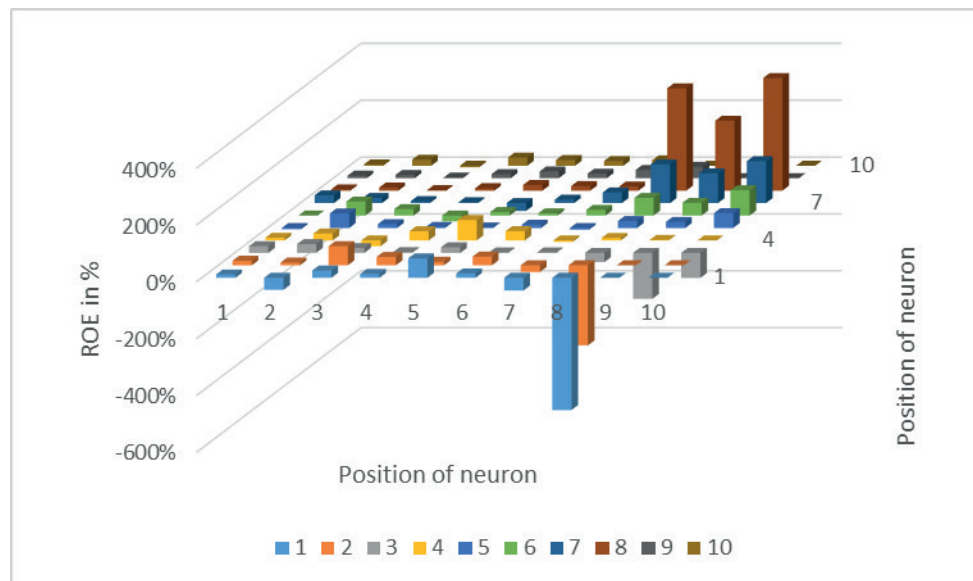 400%
200%
0%
-200%
-400%
-600%
ROE in %
1 2 3 4 5 6 7 8 9 10
Position of neuron
1
4
7
10
Position of neuron
1 2 3 4 5 6 7 8 9 10